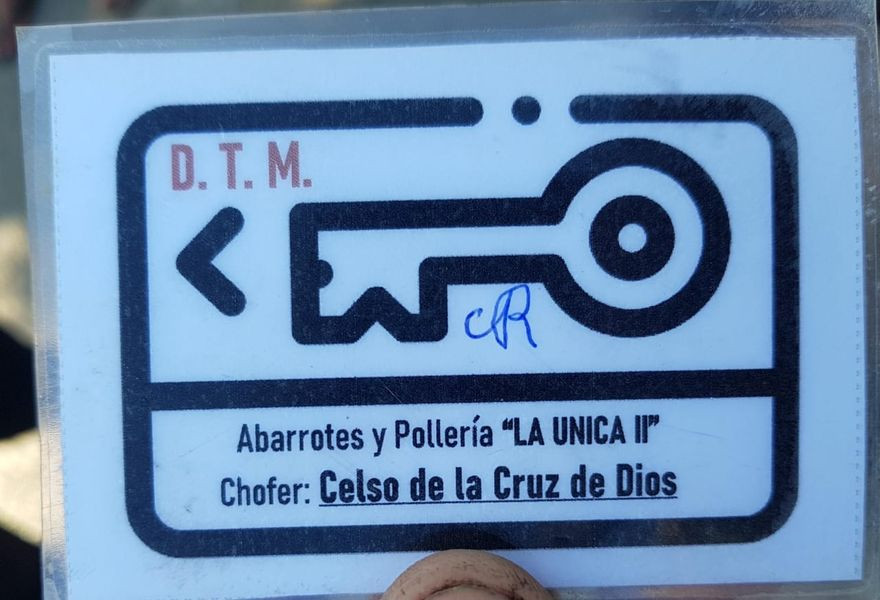 D. T. M.
CR
Abarrotes y Pollería “LA UNICA II”
Chofer: Celso de la Cruz de Dios